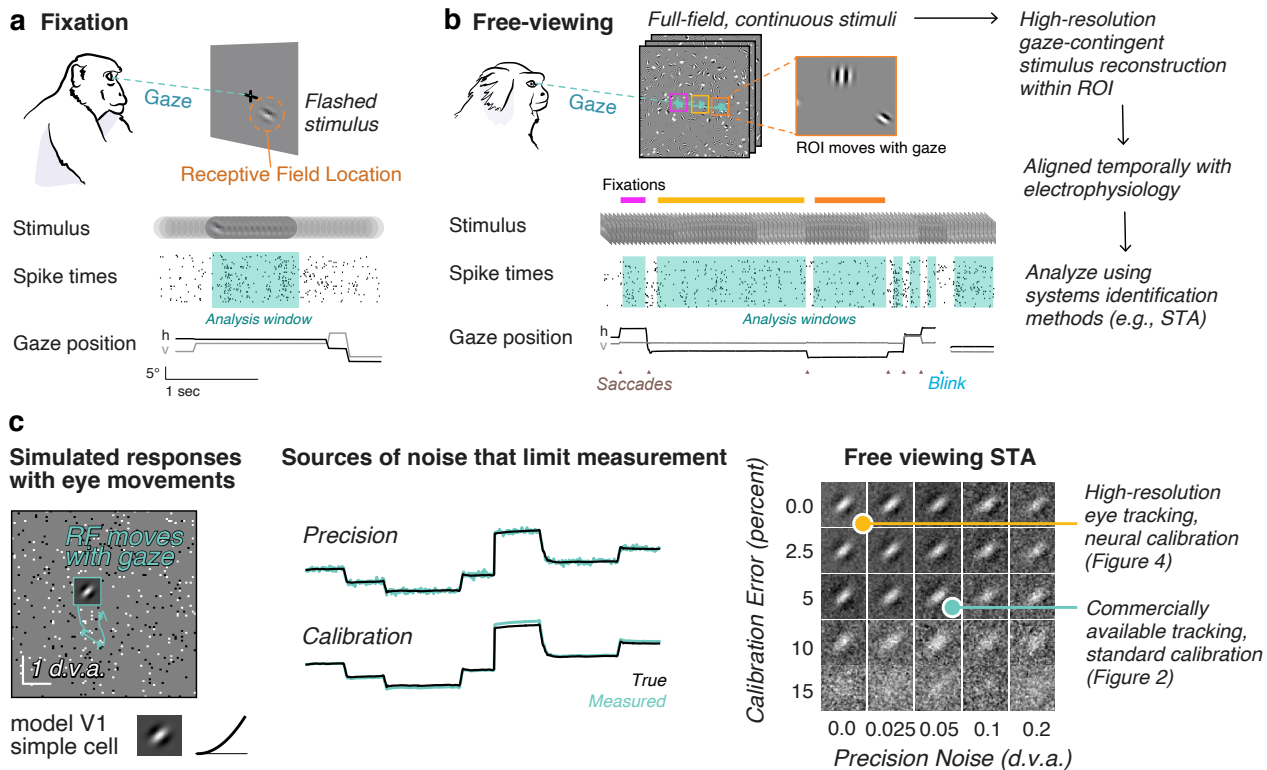 a Fixation
Gaze
Flashed
stimulus
Receptive Field Location
Stimulus
Spike times
Analysis window
Gaze position
h
v
5°
1 sec
b Free-viewing
Full-field, continuous stimuli
Gaze
ROI moves with gaze
Fixations
Stimulus
Spike times
Analysis windows
Gaze position
h
v
Saccades
Blink
High-resolution
gaze-contingent
stimulus reconstruction
within ROI
Aligned temporally with
electrophysiology
Analyze using
systems identification
methods (e.g., STA)
c
Simulated responses
with eye movements
RF moves
with gaze
1 d.v.a.
model V1
simple cell
Sources of noise that limit measurement
Precision
Calibration
True
Measured
Free viewing STA
Calibration Error (percent)
0.0
2.5
5
10
15
0.0 0.025 0.05 0.1 0.2
Precision Noise (d.v.a.)
High-resolution
eye tracking,
neural calibration
(Figure 4)
Commercially
available tracking,
standard calibration
(Figure 2)